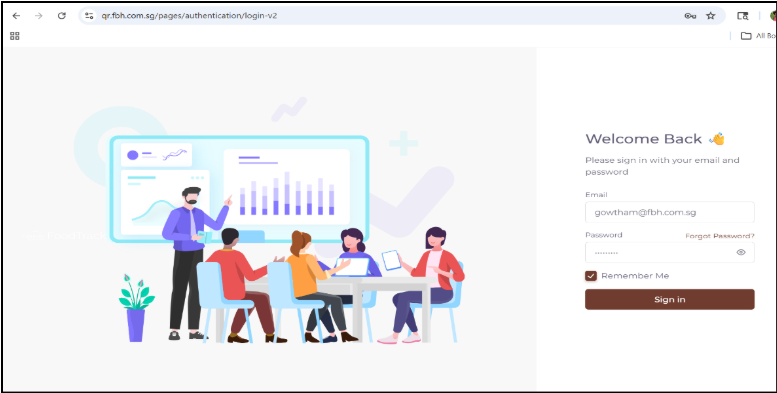 qr.fbh.com.sg/pages/authentication/login-v2
All Bo
Welcome Back 👋
Please sign in with your email and
password
Email
gowtham@fbh.com.sg
Password Forgot Password?
.........
Remember Me
Sign in